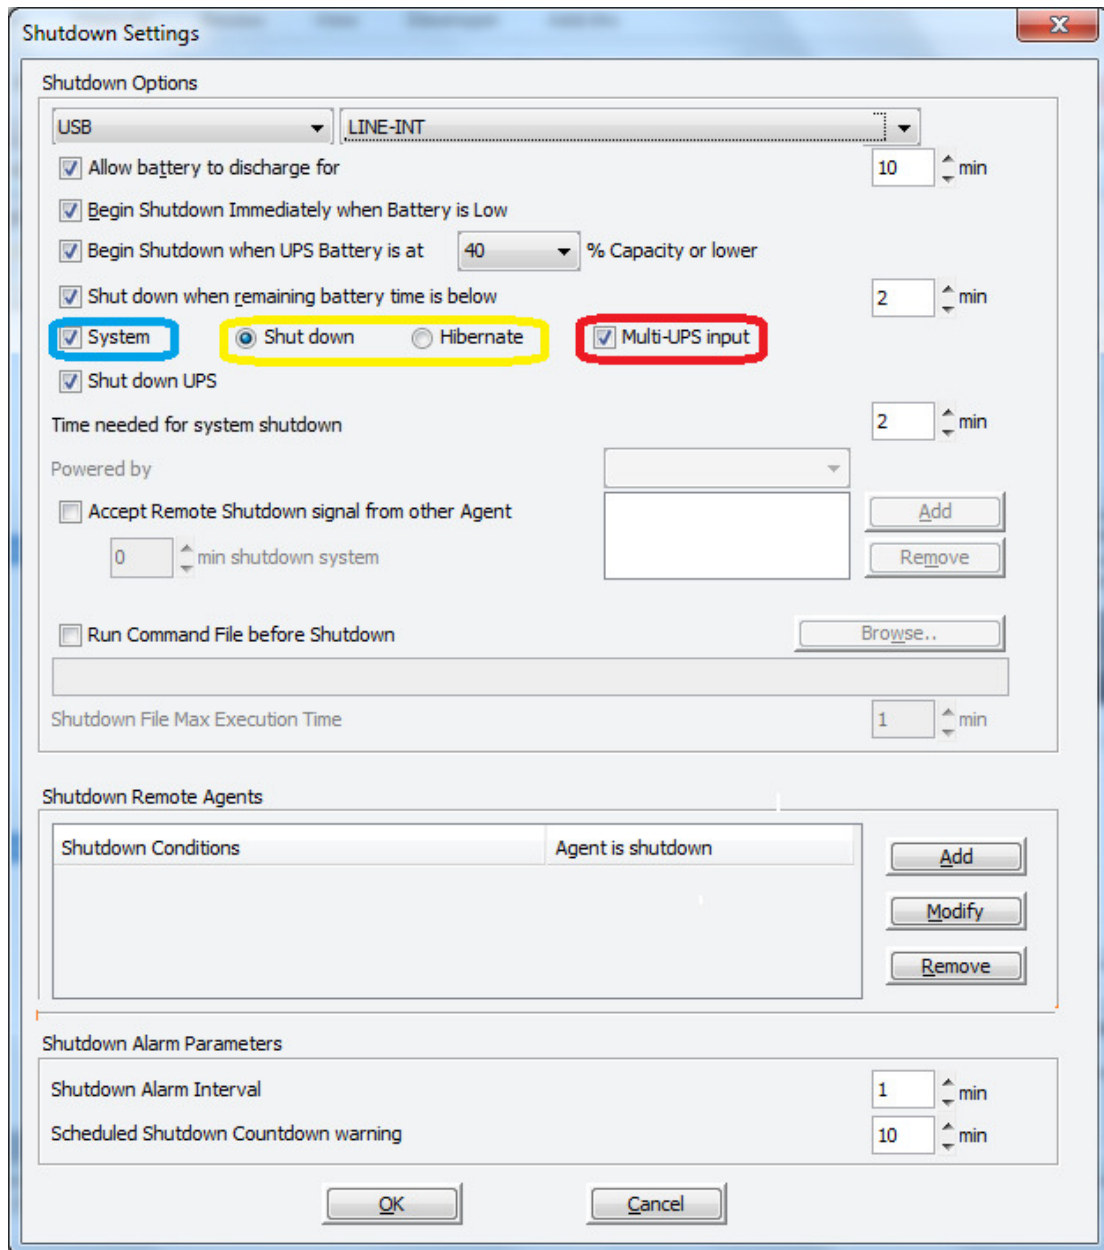 Shutdown Settings
Shutdown Options
USB LINE-INT
Allow battery to discharge for 10 min
Begin Shutdown Immediately when Battery is Low
Begin Shutdown when UPS Battery is at 40 % Capacity or lower
Shut down when remaining battery time is below 2 min
System Shut down Hibernate Multi-UPS input
Shut down UPS
Time needed for system shutdown 2 min
Powered by
Accept Remote Shutdown signal from other Agent Add
0 min shutdown system Remove
Run Command File before Shutdown Browse..
Shutdown File Max Execution Time 1 min
Shutdown Remote Agents
Shutdown Conditions Agent is shutdown
Add
Modify
Remove
Shutdown Alarm Parameters
Shutdown Alarm Interval 1 min
Scheduled Shutdown Countdown warning 10 min
OK Cancel